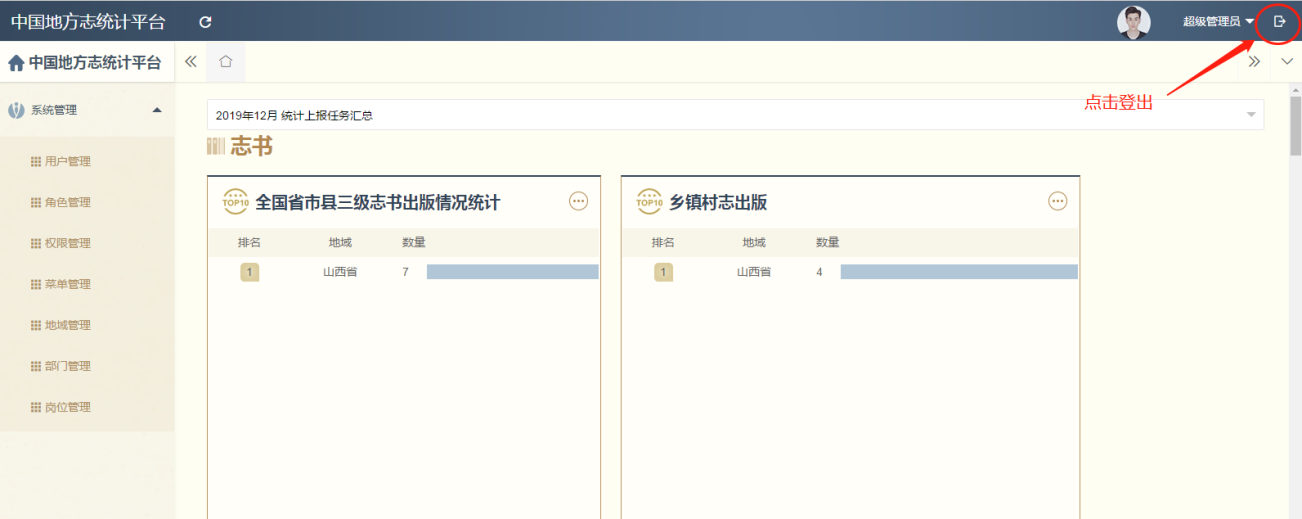 中国地方志统计平台
超级管理员
中国地方志统计平台
点击登出
系统管理
用户管理
角色管理
权限管理
菜单管理
地域管理
部门管理
岗位管理
2019年12月 统计上报任务汇总
志书
TOP10 全国省市县三级志书出版情况统计
排名 地域 数量
1 山西省 7
TOP10 乡镇村志出版
排名 地域 数量
1 山西省 4